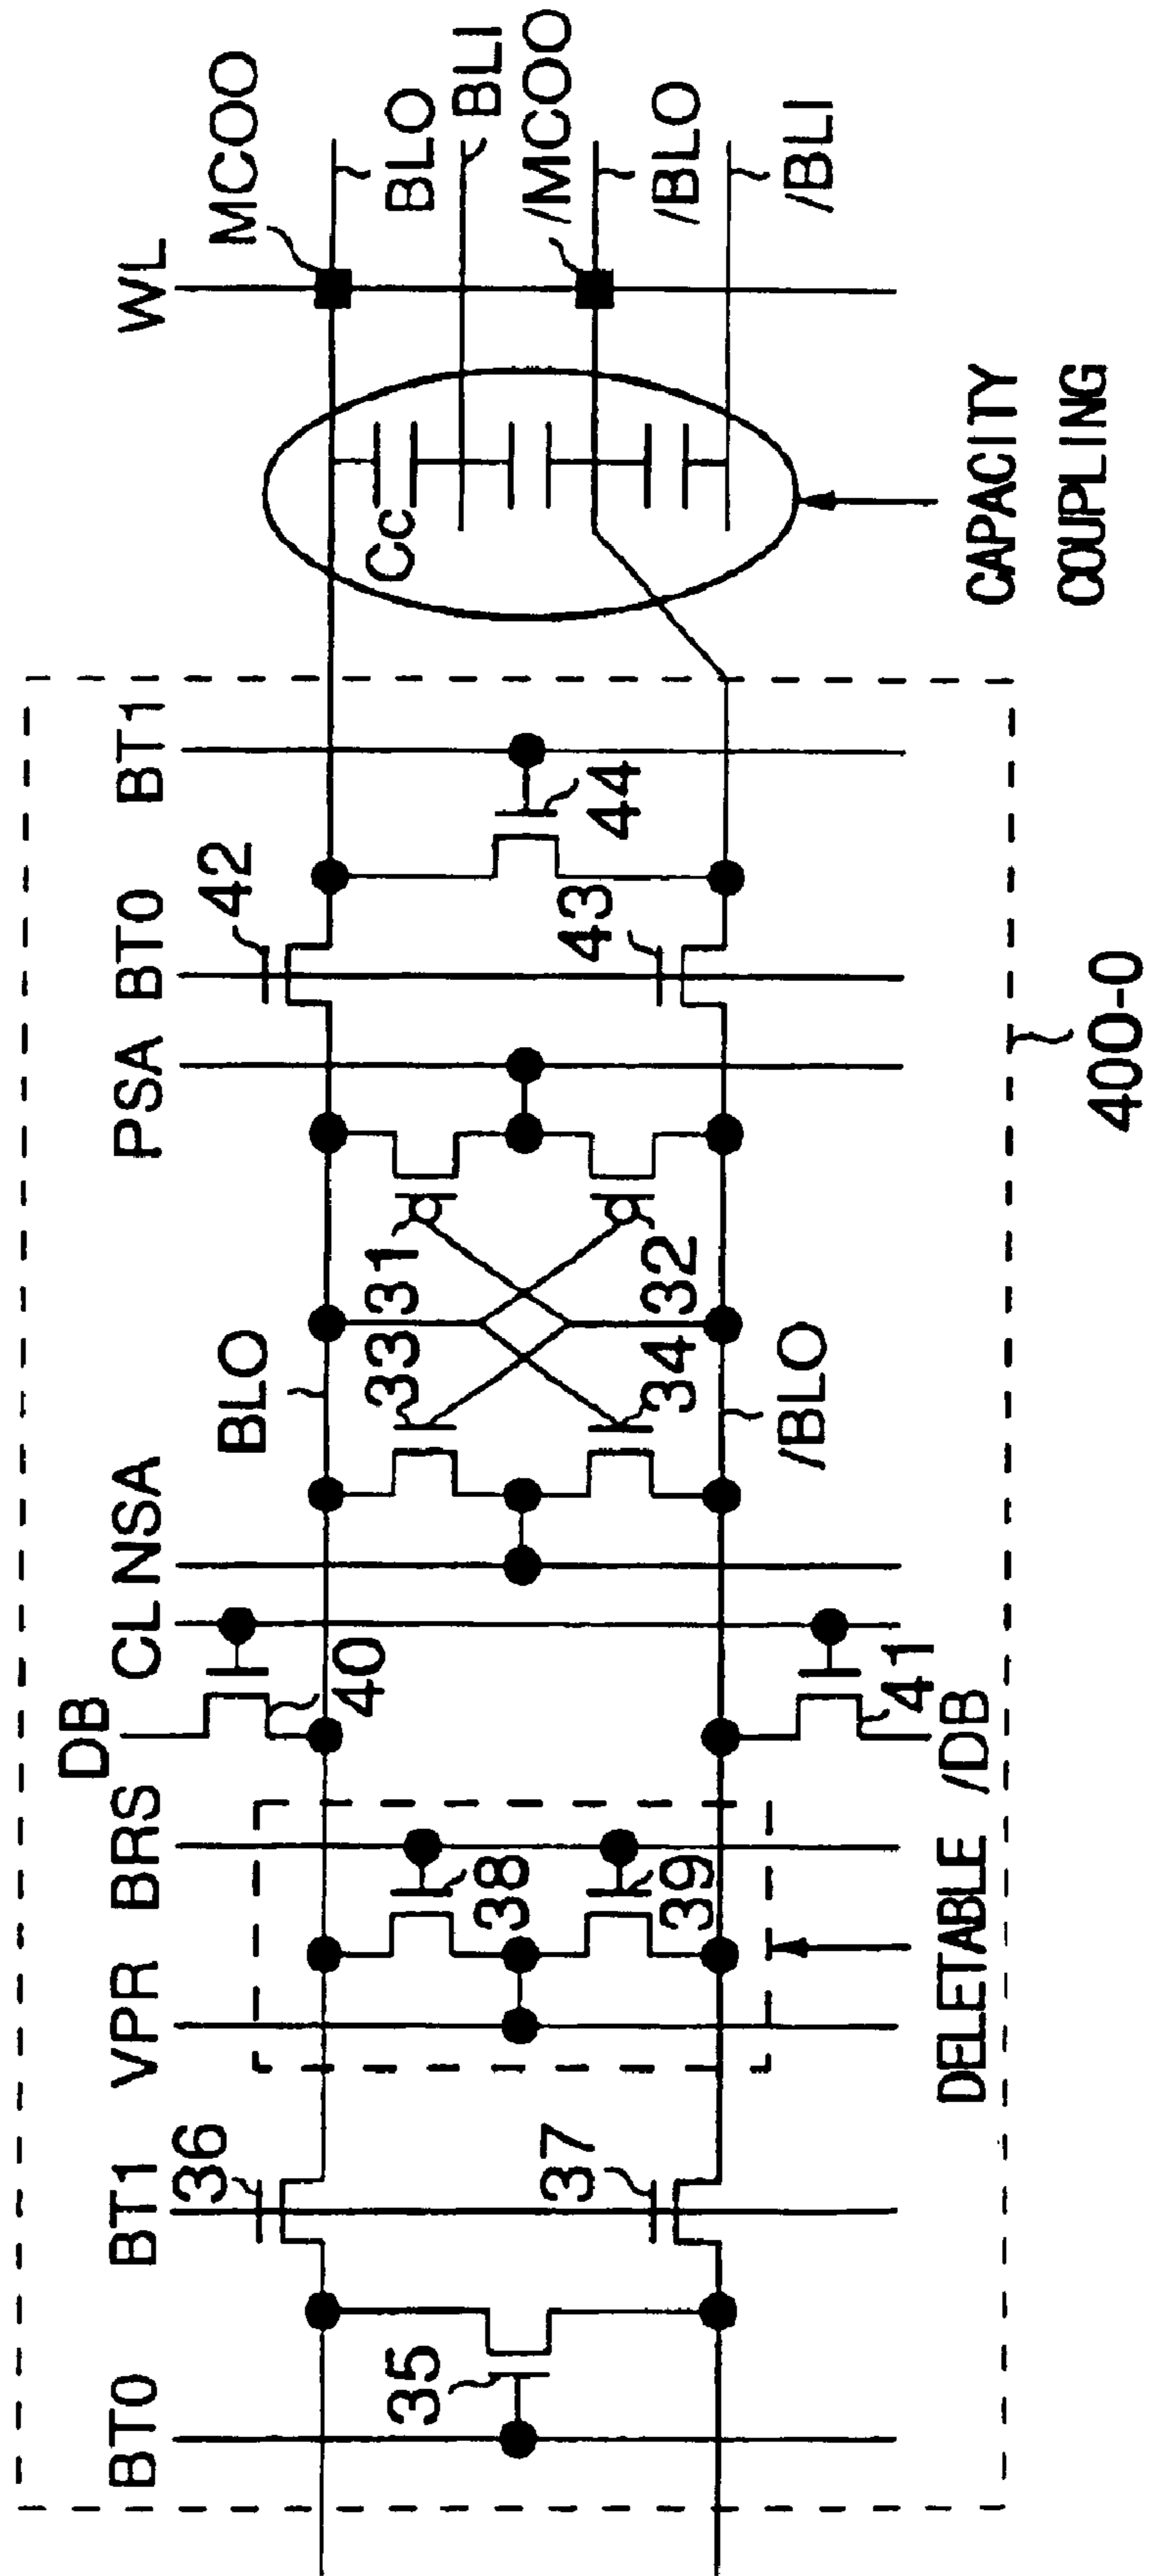 BT0
BT1
VPR
BRS
DB
CL
NSA
PSA
BT0
BT1
WL
MC00
36
40
BL0
42
BL0
BL1
/MC00
/BL0
/BL1
35
37
38
39
33
31
34
32
43
44
Cc
41
/DB
/BL0
DELETABLE
400-0
CAPACITY
COUPLING